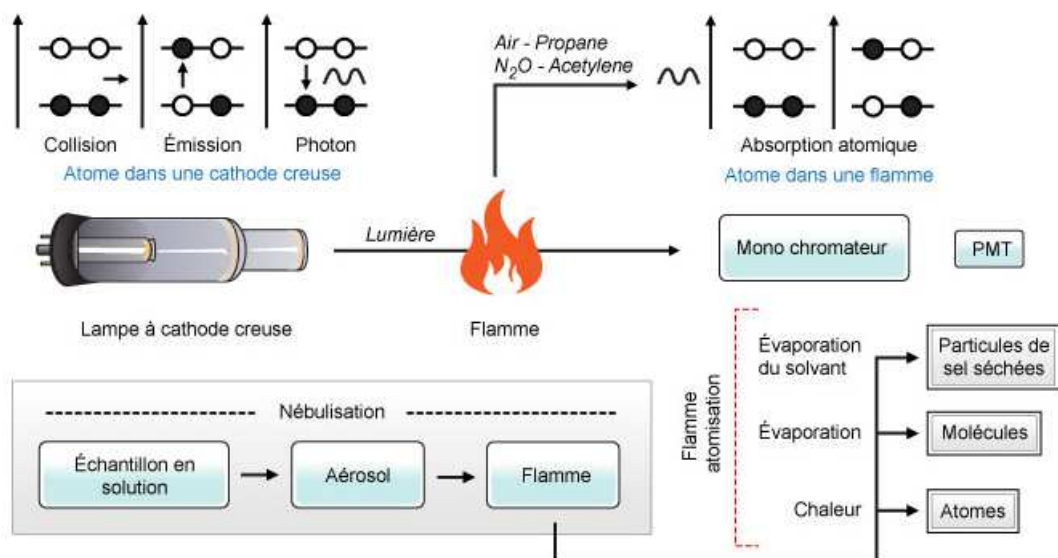 Air - Propane
N2O - Acetylene
Collision
Émission
Photon
Absorption atomique
Atome dans une cathode creuse
Atome dans une flamme
Lumière
Mono chromateur
PMT
Lampe à cathode creuse
Flamme
Nébulisation
Échantillon en
solution
Aérosol
Flamme
Flamme
atomisation
Évaporation
du solvant
Particules de
sel séchées
Évaporation
Molécules
Chaleur
Atomes